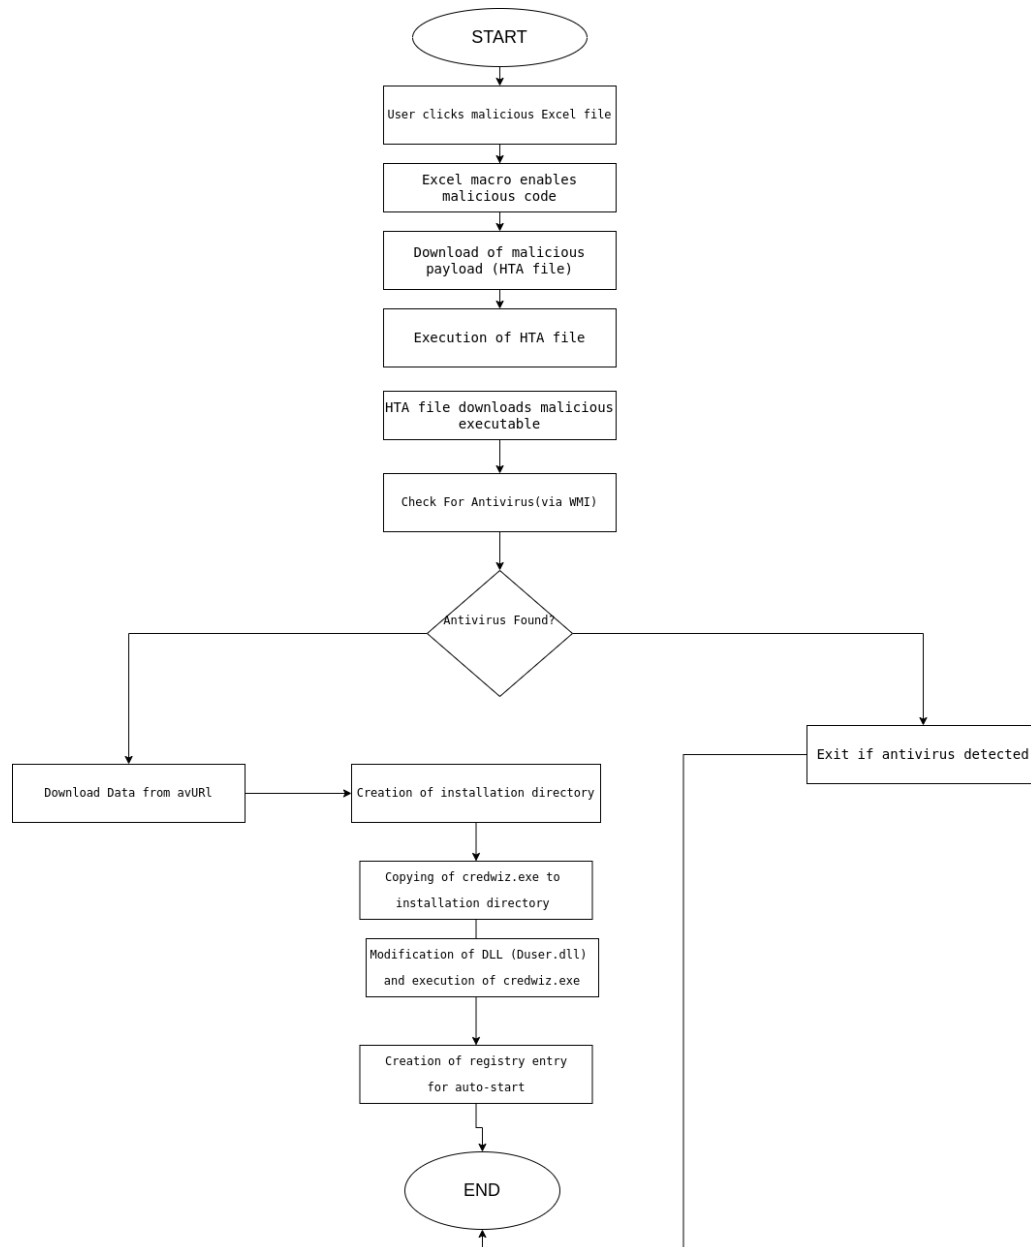 START
User clicks malicious Excel file
Excel macro enables
malicious code
Download of malicious
payload (HTA file)
Execution of HTA file
HTA file downloads malicious
executable
Check For Antivirus(via WMI)
Antivirus Found?
Exit if antivirus detected
Download Data from avURl
Creation of installation directory
Copying of credwiz.exe to
installation directory
Modification of DLL (Duser.dll)
and execution of credwiz.exe
Creation of registry entry
for auto-start
END